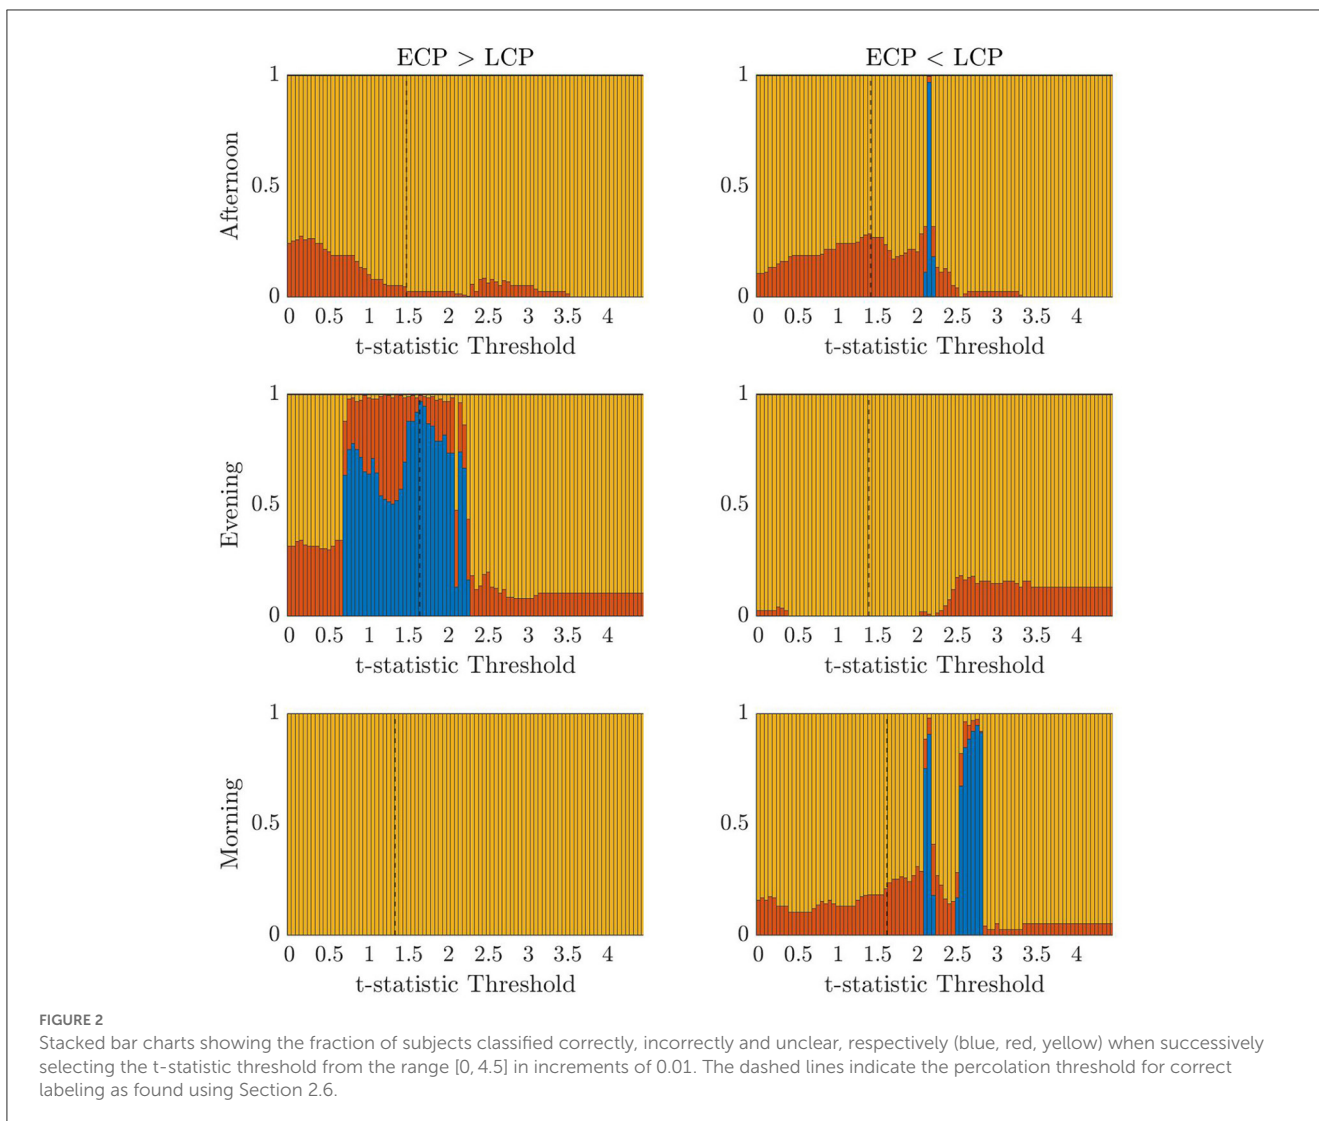 ECP > LCP
ECP < LCP
Afternoon
1
0.5
0
0 0.5 1 1.5 2 2.5 3 3.5 4
t-statistic Threshold
1
0.5
0
0 0.5 1 1.5 2 2.5 3 3.5 4
t-statistic Threshold
Evening
1
0.5
0
0 0.5 1 1.5 2 2.5 3 3.5 4
t-statistic Threshold
1
0.5
0
0 0.5 1 1.5 2 2.5 3 3.5 4
t-statistic Threshold
Morning
1
0.5
0
0 0.5 1 1.5 2 2.5 3 3.5 4
t-statistic Threshold
1
0.5
0
0 0.5 1 1.5 2 2.5 3 3.5 4
t-statistic Threshold
FIGURE 2
Stacked bar charts showing the fraction of subjects classified correctly, incorrectly and unclear, respectively (blue, red, yellow) when successively
selecting the t-statistic threshold from the range [0, 4.5] in increments of 0.01. The dashed lines indicate the percolation threshold for correct
labeling as found using Section 2.6.